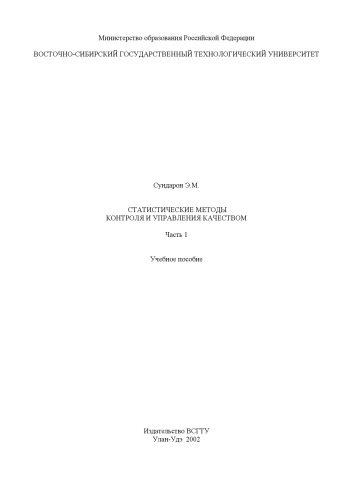 Министерство образования Российской Федерации
ВОСТОЧНО-СИБИРСКИЙ ГОСУДАРСТВЕННЫЙ ТЕХНОЛОГИЧЕСКИЙ УНИВЕРСИТЕТ
Сундарон Э.М.
СТАТИСТИЧЕСКИЕ МЕТОДЫ
КОНТРОЛЯ И УПРАВЛЕНИЯ КАЧЕСТВОМ
Часть 1
Учебное пособие
Издательство ВСГТУ
Улан-Удэ 2002